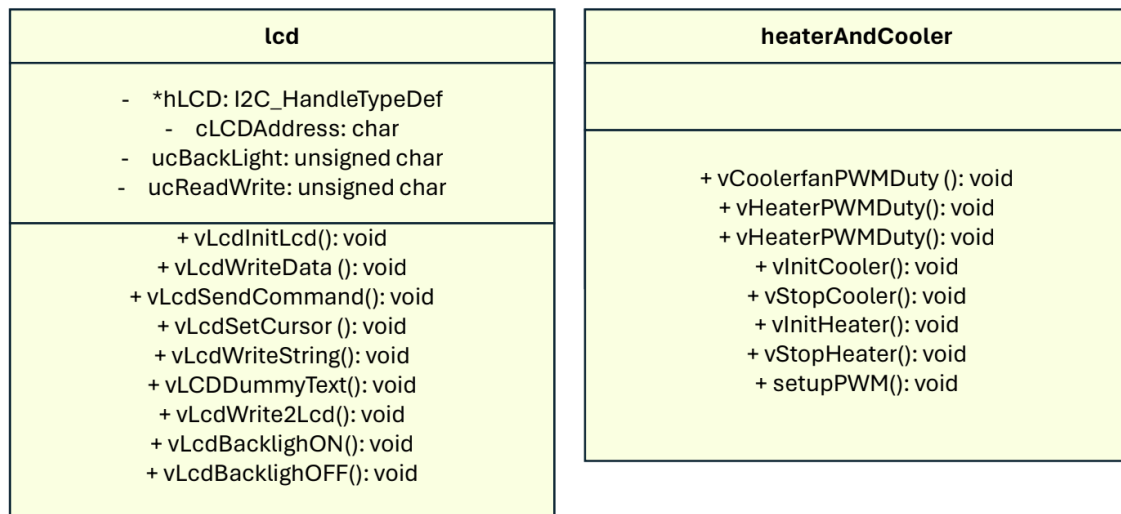 lcd
- *hLCD: I2C_HandleTypeDef
- cLCDAddress: char
- ucBackLight: unsigned char
- ucReadWrite: unsigned char
+ vLcdInitLcd(): void
+ vLcdWriteData (): void
+ vLcdSendCommand(): void
+ vLcdSetCursor (): void
+ vLcdWriteString(): void
+ vLCDDummyText(): void
+ vLcdWrite2Lcd(): void
+ vLcdBacklighON(): void
+ vLcdBacklighOFF(): void
heaterAndCooler
+ vCoolerfanPWMDuty (): void
+ vHeaterPWMDuty(): void
+ vHeaterPWMDuty(): void
+ vInitCooler(): void
+ vStopCooler(): void
+ vInitHeater(): void
+ vStopHeater(): void
+ setupPWM(): void